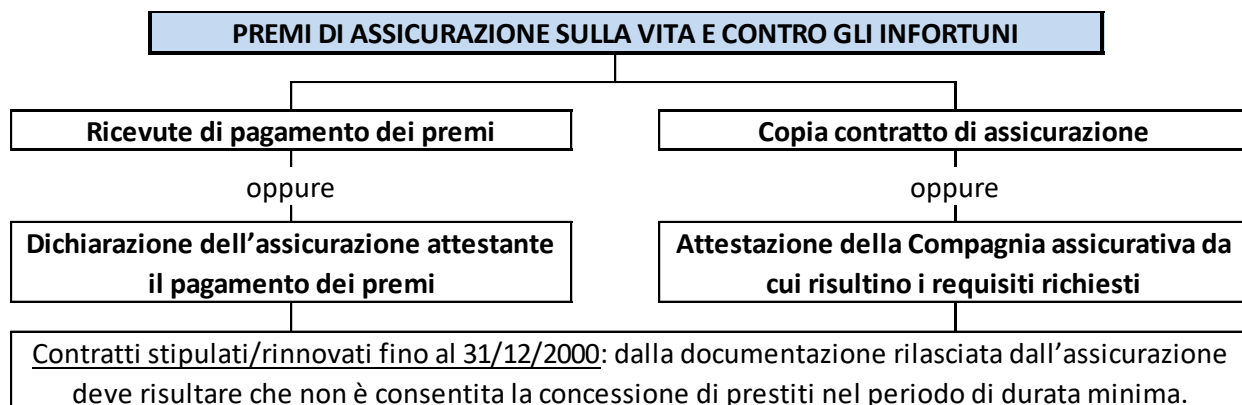 PREMI DI ASSICURAZIONE SULLA VITA E CONTRO GLI INFORTUNI
Ricevute di pagamento dei premi
oppure
Dichiarazione dell’assicurazione attestante
il pagamento dei premi
Copia contratto di assicurazione
oppure
Attestazione della Compagnia assicurativa da
cui risultino i requisiti richiesti
Contratti stipulati/rinnovati fino al 31/12/2000: dalla documentazione rilasciata dall’assicurazione
deve risultare che non è consentita la concessione di prestiti nel periodo di durata minima.